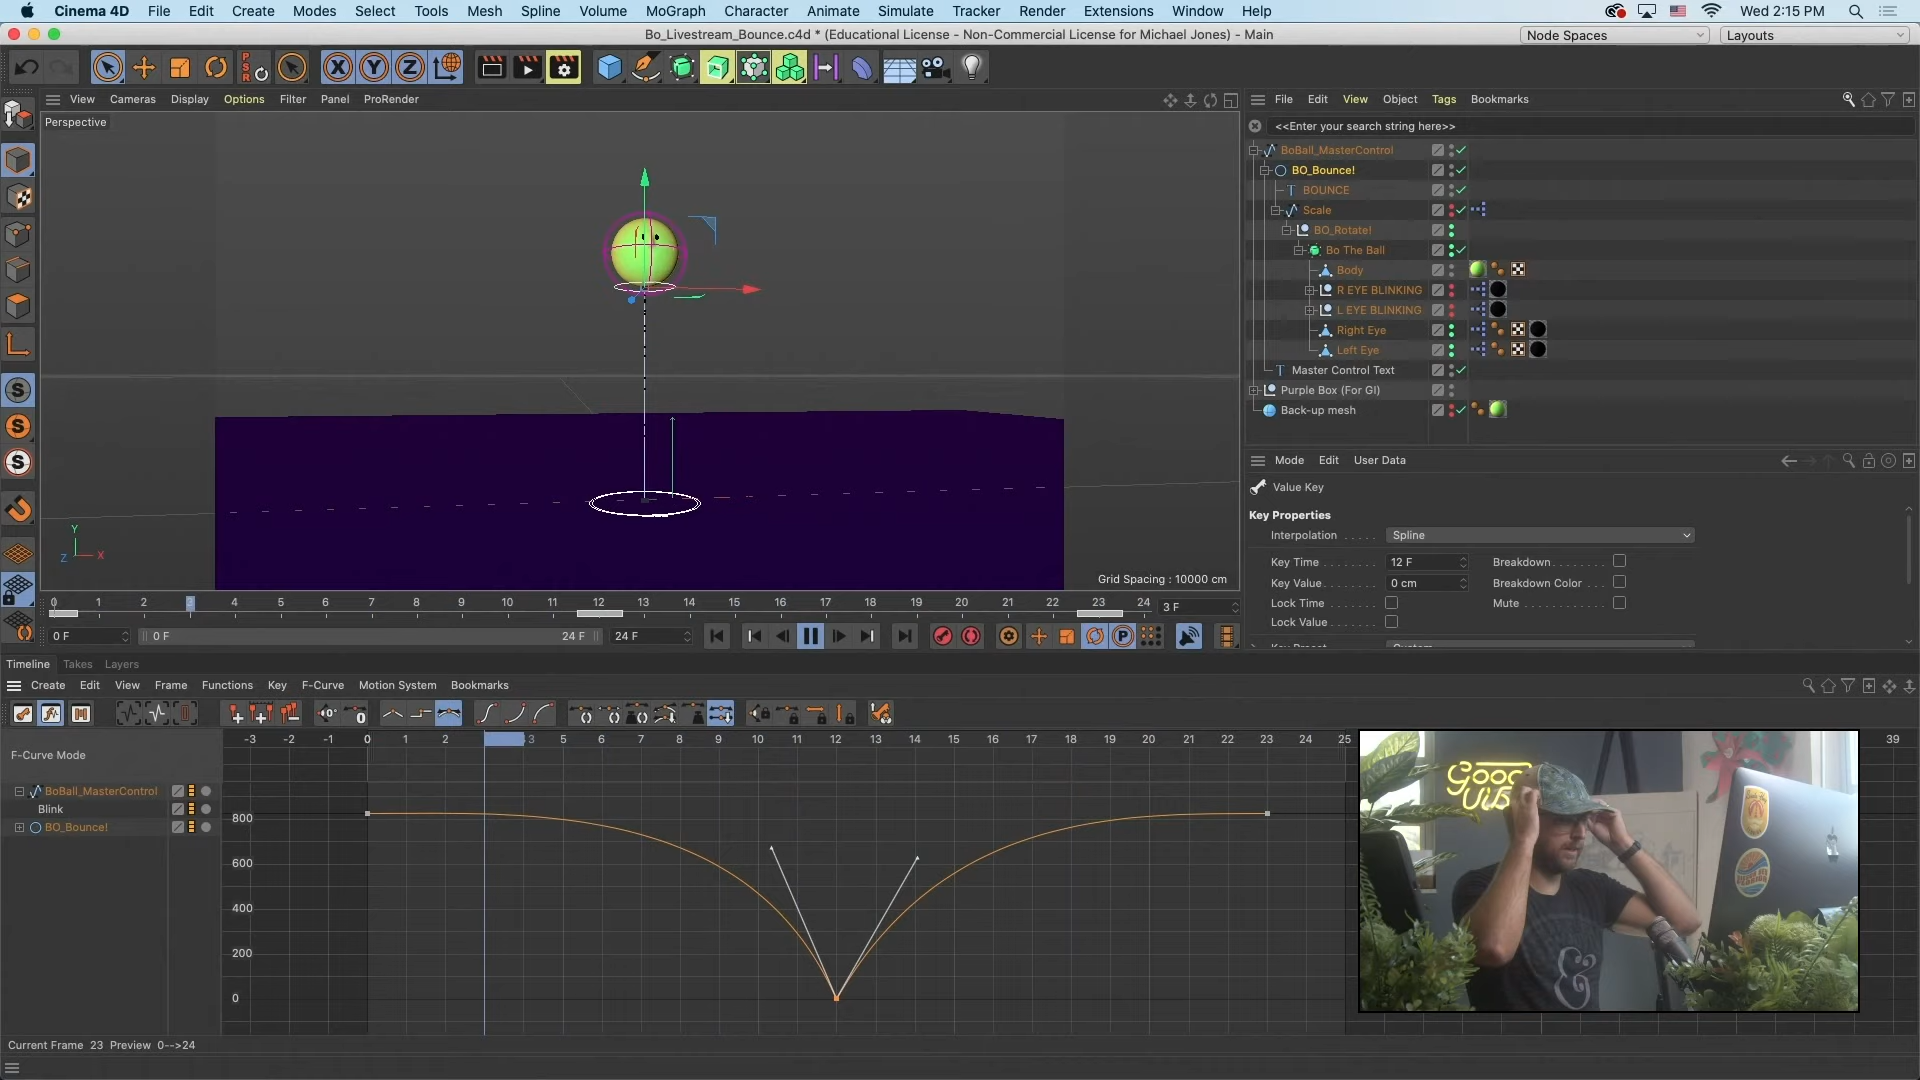 Cinema 4D File Edit Create Modes Select Tools Mesh Spline Volume MoGraph Character Animate Simulate Tracker Render Extensions Window Help Wed 2:15 PM
Bo_Livestream_Bounce.c4d * (Educational License - Non-Commercial License for Michael Jones) - Main
Node Spaces Layouts
PSR X Y Z
View Cameras Display Options Filter Panel ProRender
Perspective
Y
Z X
Grid Spacing : 10000 cm
File Edit View Object Tags Bookmarks
<<Enter your search string here>>
BoBall_MasterControl
BO_Bounce!
BOUNCE
Scale
BO_Rotate!
Bo The Ball
Body
R EYE BLINKING
L EYE BLINKING
Right Eye
Left Eye
Master Control Text
Purple Box (For GI)
Back-up mesh
Mode Edit User Data
Value Key
Key Properties
Interpolation . . . . . Spline
Key Time . . . . . . . . 12 F Breakdown
Key Value . . . . . . . 0 cm Breakdown Color . . .
Lock Time . . . . . . . Mute
Lock Value
0 1 2 3 4 5 6 7 8 9 10 11 12 13 14 15 16 17 18 19 20 21 22 23 24 3 F
0 F 0 F 24 F 24 F
Timeline Takes Layers
Create Edit View Frame Functions Key F-Curve Motion System Bookmarks
-3 -2 -1 0 1 2 3 5 6 7 8 9 10 11 12 13 14 15 16 17 18 19 20 21 22 23 24 25 39
F-Curve Mode
BoBall_MasterControl
Blink
BO_Bounce!
800
600
400
200
0
good
Vib
&
Current Frame 23 Preview 0-->24